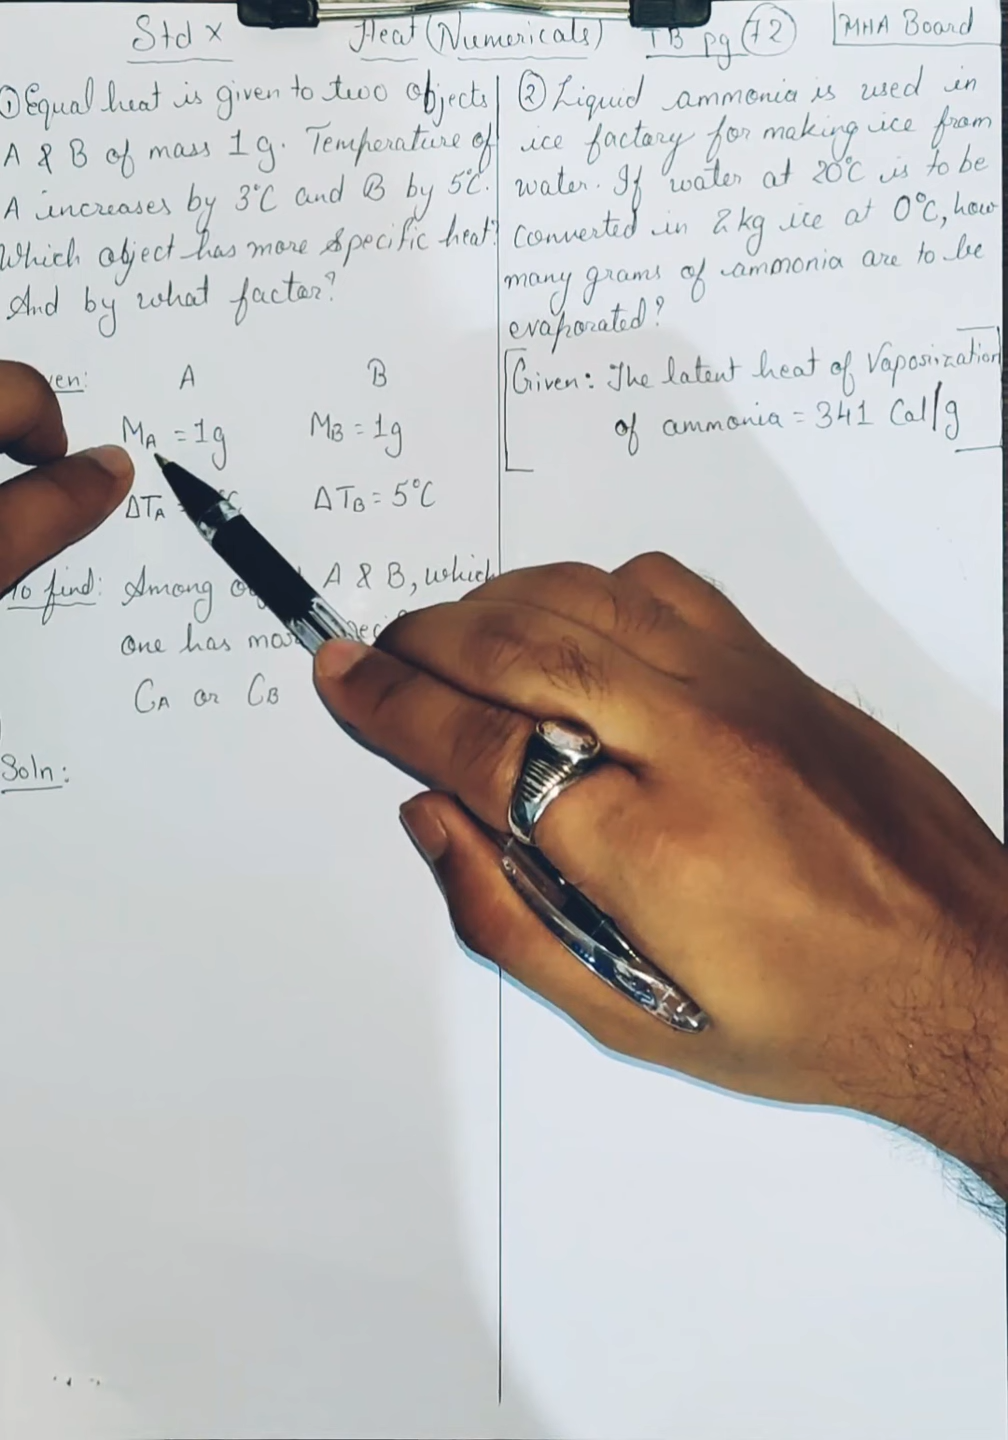 Std X Heat (Numericals) TB pg 72 MHA Board
① Equal heat is given to two objects
A & B of mass 1g. Temperature of
A increases by 3°C and B by 5°C.
Which object has more specific heat?
And by what factor?
A B
MA = 1g MB = 1g
ΔTA ΔTB = 5°C
To find: Among A & B, which
one has
CA or CB
Soln:
② Liquid ammonia is used in
ice factory for making ice from
water. If water at 20°C is to be
converted in 2 kg ice at 0°C, how
many grams of ammonia are to be
evaporated?
Given: The latent heat of Vaporization
of ammonia = 341 Cal/g